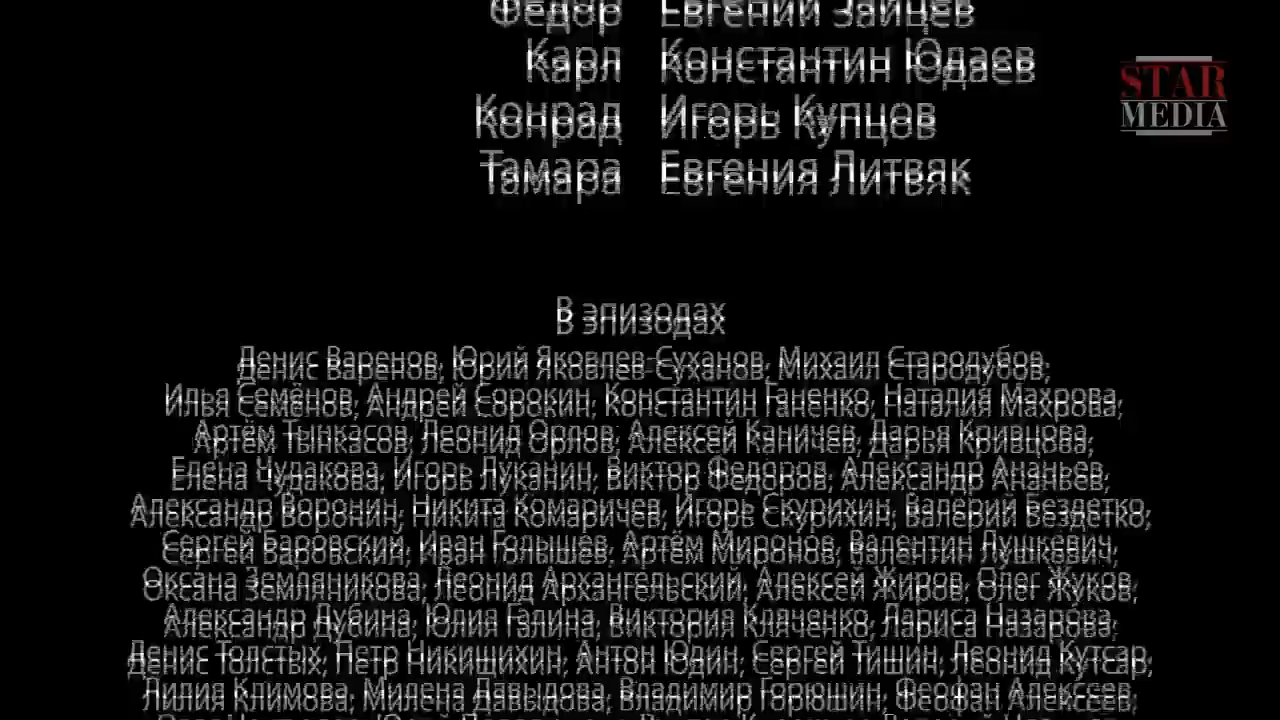 Фёдор Евгений Зайцев
Карл Константин Юдаев
Конрад Игорь Купцов
Тамара Евгения Литвяк
STAR
MEDIA
В эпизодах
Денис Варенов, Юрий Яковлев-Суханов, Михаил Стародубов,
Илья Семёнов, Андрей Сорокин, Константин Ганенко, Наталия Махрова,
Артём Тынкасов, Леонид Орлов, Алексей Каничев, Дарья Кривцова,
Елена Чудакова, Игорь Луканин, Виктор Федоров, Александр Ананьев,
Александр Воронин, Никита Комаричев, Игорь Скурихин, Валерий Бездетко,
Сергей Баровский, Иван Голышев, Артём Миронов, Валентин Лушкевич,
Оксана Земляникова, Леонид Архангельский, Алексей Жиров, Олег Жуков,
Александр Дубина, Юлия Галина, Виктория Кляченко, Лариса Назарова,
Денис Толстых, Петр Никишихин, Антон Юдин, Сергей Тишин, Леонид Кутсар,
Лилия Климова, Милена Давыдова, Владимир Горюшин, Феофан Алексеев,